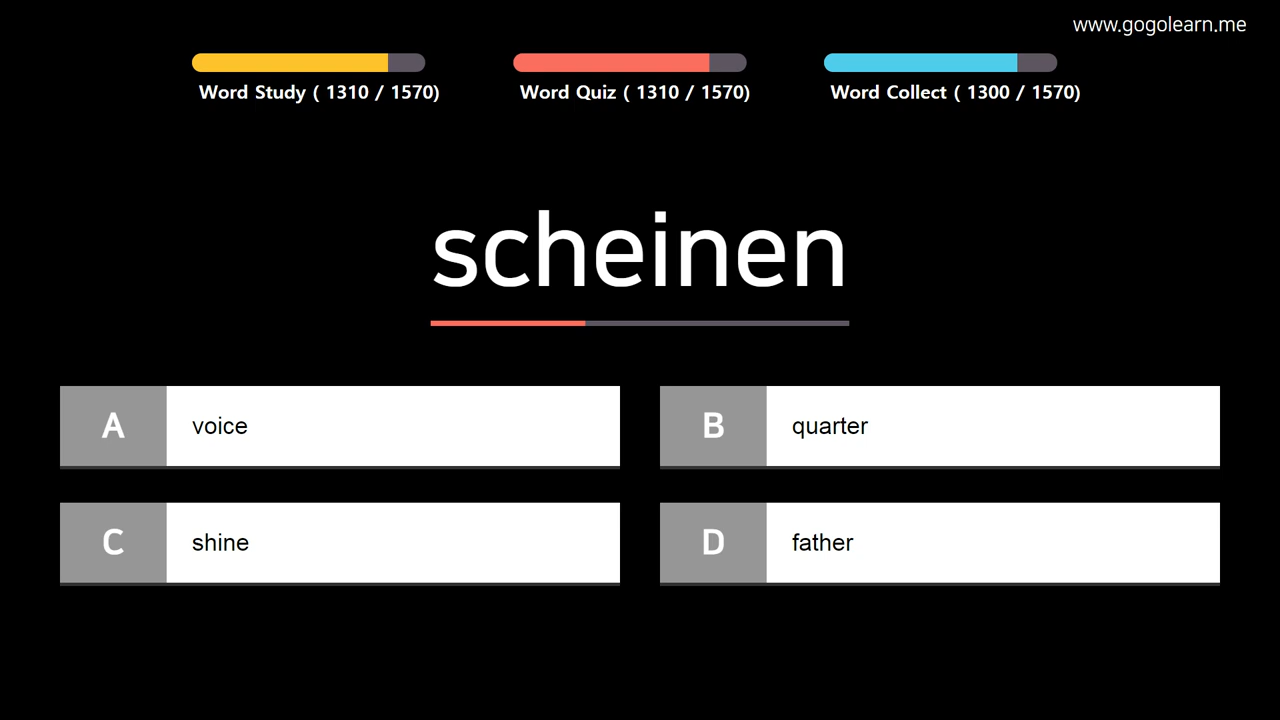 www.gogolearn.me
Word Study ( 1310 / 1570)
Word Quiz ( 1310 / 1570)
Word Collect ( 1300 / 1570)
scheinen
A voice
B quarter
C shine
D father